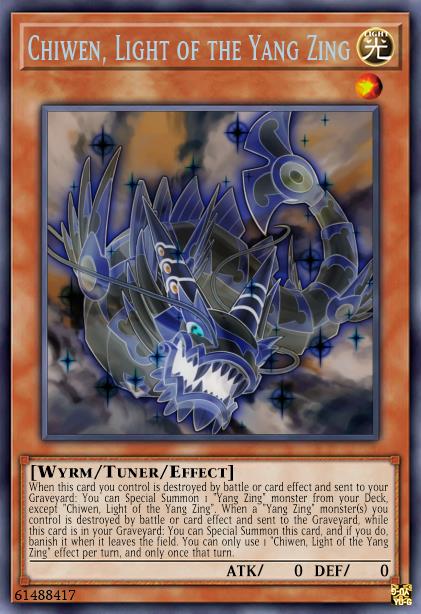 Chiwen, Light of the Yang Zing
LIGHT
光
[Wyrm/Tuner/Effect]
When this card you control is destroyed by battle or card effect and sent to your
Graveyard: You can Special Summon 1 "Yang Zing" monster from your Deck,
except "Chiwen, Light of the Yang Zing". When a "Yang Zing" monster(s) you
control is destroyed by battle or card effect and sent to the Graveyard, while
this card is in your Graveyard: You can Special Summon this card, and if you do,
banish it when it leaves the field. You can only use 1 "Chiwen, Light of the Yang
Zing" effect per turn, and only once that turn.
ATK/ 0 DEF/ 0
61488417